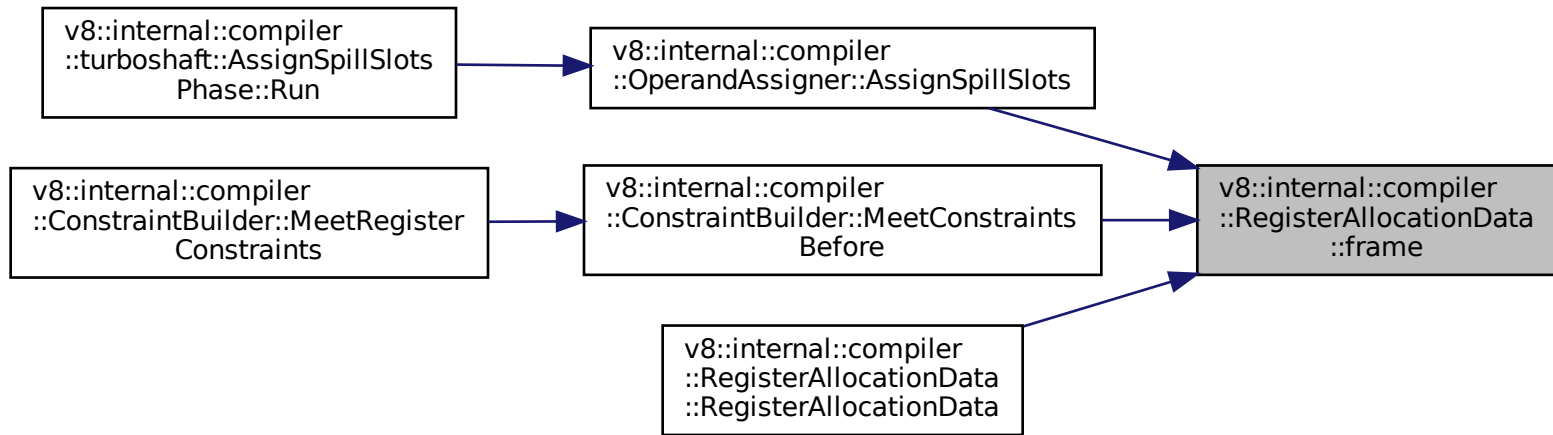 v8::internal::compiler
::turboshaft::AssignSpillSlots
Phase::Run
v8::internal::compiler
::OperandAssigner::AssignSpillSlots
v8::internal::compiler
::ConstraintBuilder::MeetRegister
Constraints
v8::internal::compiler
::ConstraintBuilder::MeetConstraints
Before
v8::internal::compiler
::RegisterAllocationData
::frame
v8::internal::compiler
::RegisterAllocationData
::RegisterAllocationData